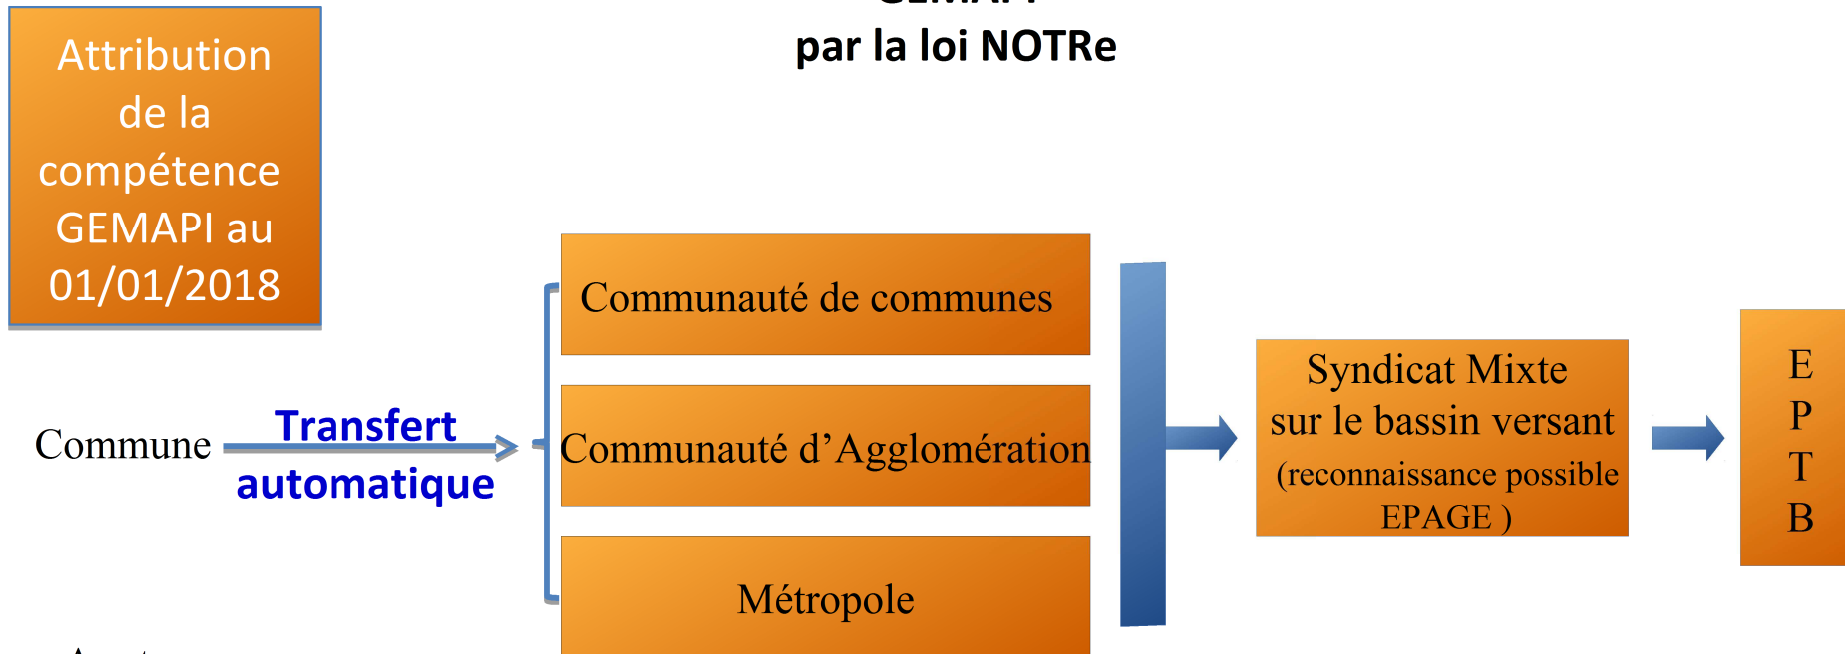 par la loi NOTRe
Attribution
de la
compétence
GEMAPI au
01/01/2018
Commune
Transfert
automatique
Communauté de communes
Communauté d’Agglomération
Métropole
Syndicat Mixte
sur le bassin versant
(reconnaissance possible
EPAGE )
E
P
T
B